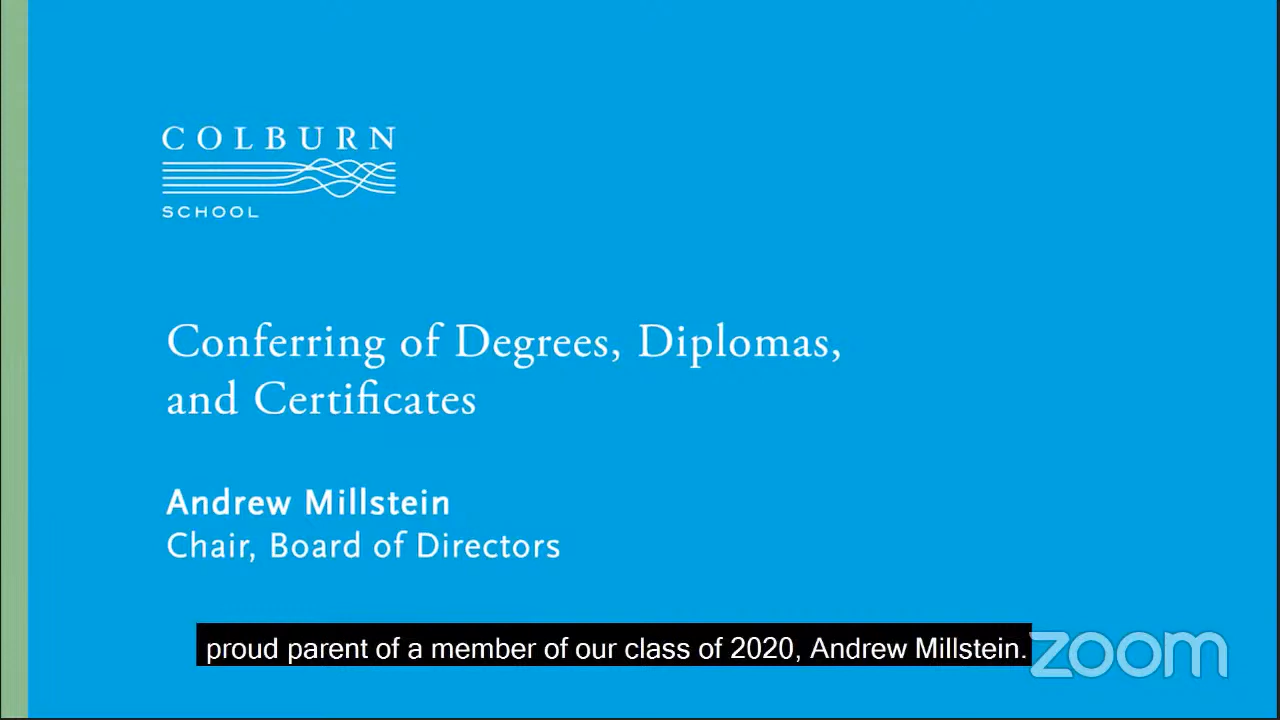 COLBURN
SCHOOL
Conferring of Degrees, Diplomas,
and Certificates
Andrew Millstein
Chair, Board of Directors
proud parent of a member of our class of 2020, Andrew Millstein.
zoom